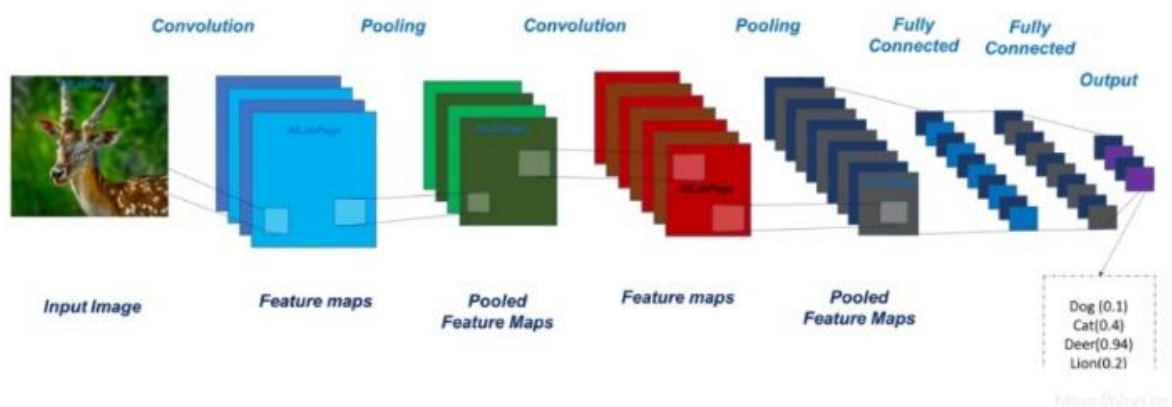 Convolution
Pooling
Convolution
Pooling
Fully
Connected
Fully
Connected
Output
Input Image
Feature maps
Pooled
Feature Maps
Feature maps
Pooled
Feature Maps
Dog (0.1)
Cat(0.4)
Deer(0.94)
Lion(0.2)